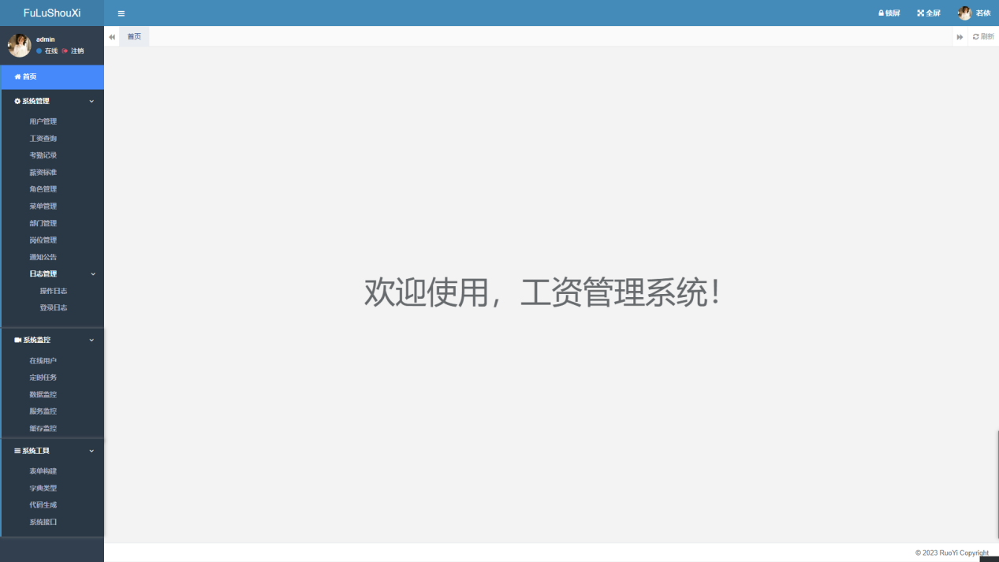 FuLuShouXi
锁屏 全屏 若依
admin
在线 注销
首页
刷新
首页
系统管理
用户管理
工资查询
考勤记录
薪资标准
角色管理
菜单管理
部门管理
岗位管理
通知公告
日志管理
操作日志
登录日志
系统监控
在线用户
定时任务
数据监控
服务监控
缓存监控
系统工具
表单构建
字典类型
代码生成
系统接口
欢迎使用，工资管理系统！
© 2023 RuoYi Copyright